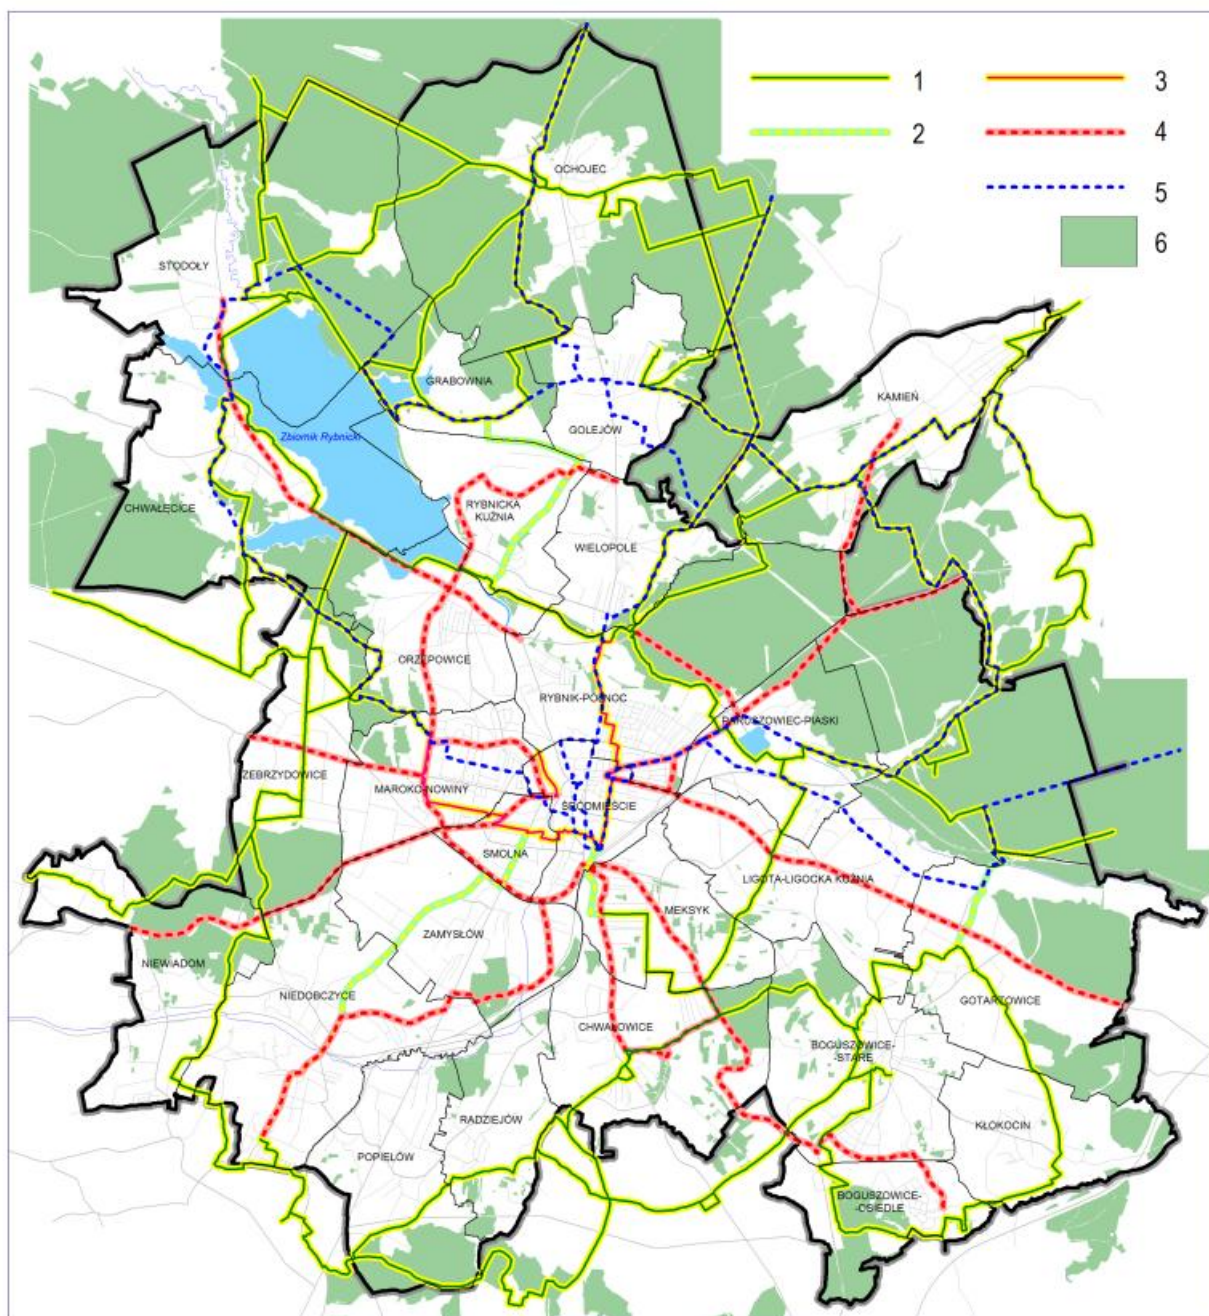 1
3
2
4
5
6
OCHOJEC
STODOŁY
GRABOWNIA
KAMIEŃ
GOLEJÓW
Zbiornik Rybnicki
CHWAŁĘCICE
RYBNICKA
KUŹNIA
WIELOPOLE
ORZEPOWICE
RYBNIK-PÓŁNOC
PARUSZOWIEC-PIASKI
ZEBRZYDOWICE
MAROKO-NOWINY
ŚRÓDMIEŚCIE
SMOLNA
LIGOTA-LIGOCKA KUŹNIA
MEKSYK
ZAMYSŁÓW
NIEWIADOM
NIEDOBCZYCE
GOTARTOWICE
CHWAŁOWICE
BOGUSZOWICE-
-STARE
RADZIEJÓW
KŁOKOCIN
POPIELÓW
BOGUSZOWICE-
-OSIEDLE